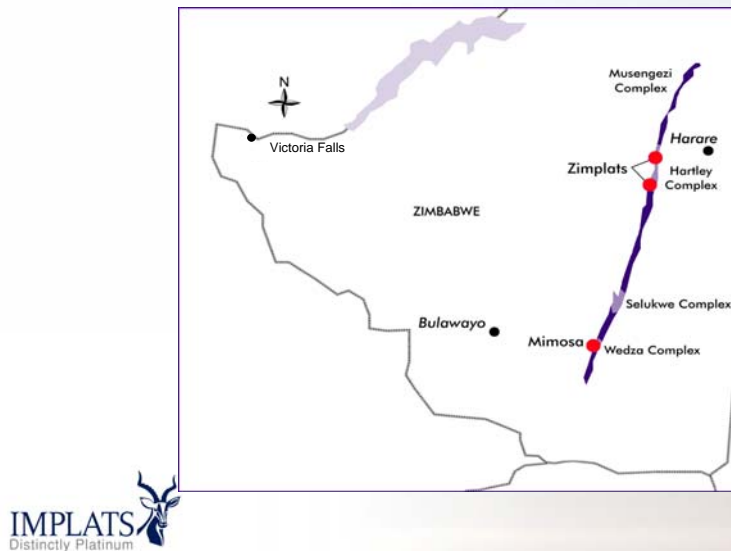 Musengezi
Complex
N
Harare
Victoria Falls
Zimplats
Hartley
Complex
ZIMBABWE
Selukwe Complex
Bulawayo
Mimosa
Wedza Complex
IMPLATS
Distinctly Platinum